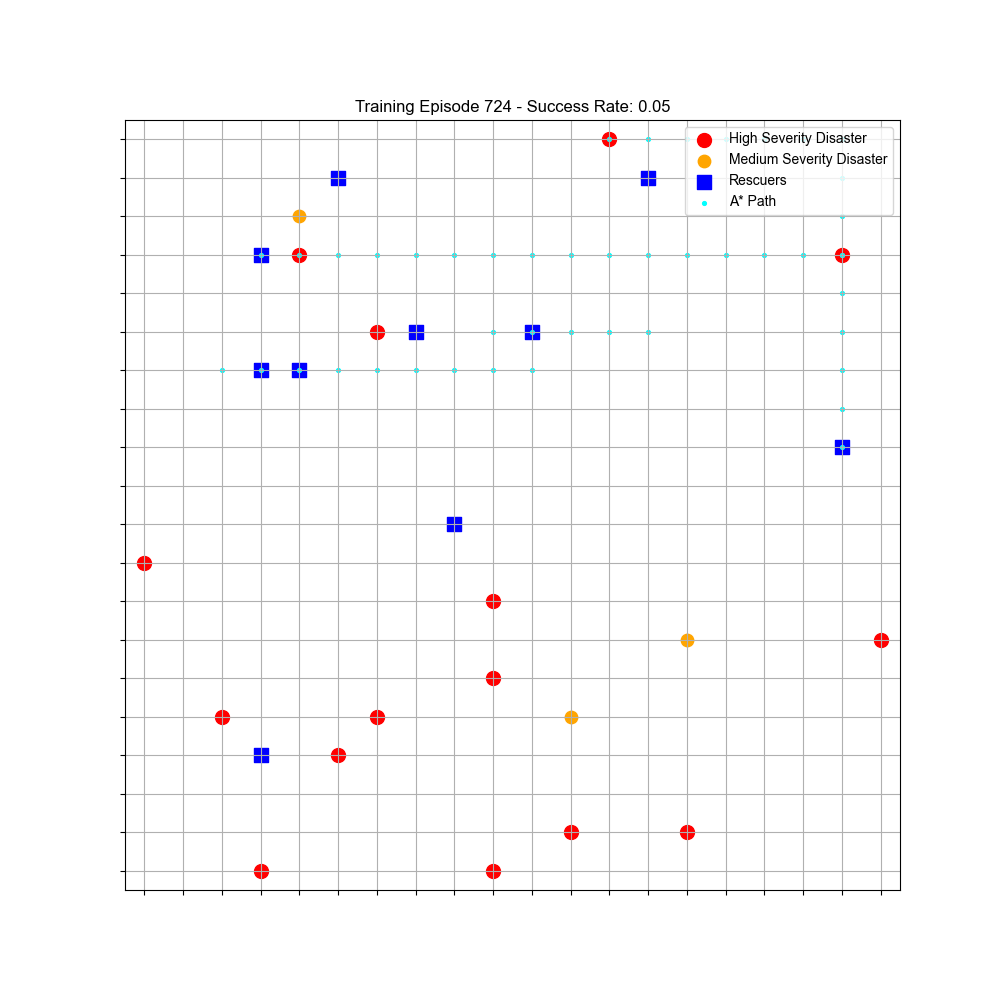 Training Episode 724 - Success Rate: 0.05
High Severity Disaster
Medium Severity Disaster
Rescuers
A* Path